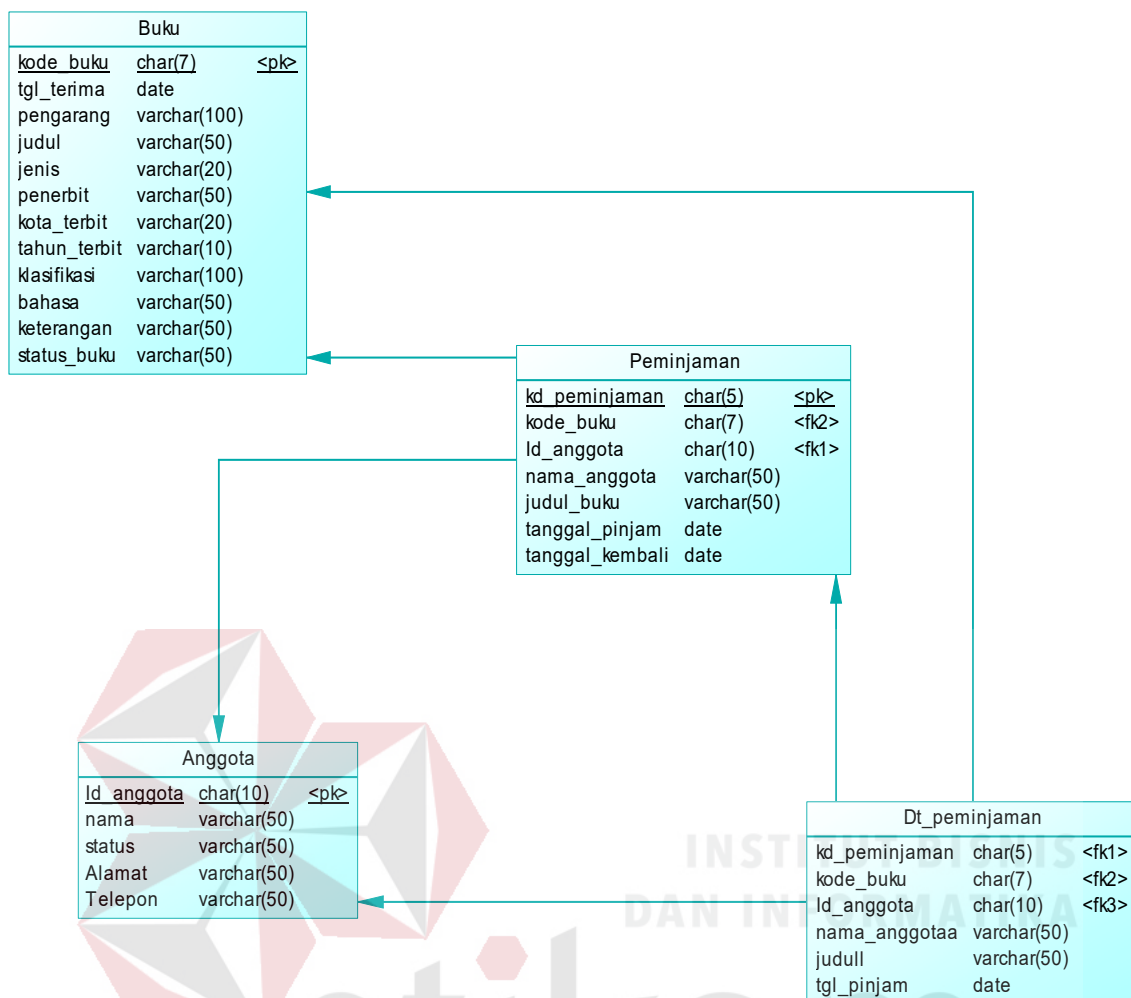 Buku
kode_buku char(7) <pk>
tgl_terima date
pengarang varchar(100)
judul varchar(50)
jenis varchar(20)
penerbit varchar(50)
kota_terbit varchar(20)
tahun_terbit varchar(10)
klasifikasi varchar(100)
bahasa varchar(50)
keterangan varchar(50)
status_buku varchar(50)
Peminjaman
kd_peminjaman char(5) <pk>
kode_buku char(7) <fk2>
Id_anggota char(10) <fk1>
nama_anggota varchar(50)
judul_buku varchar(50)
tanggal_pinjam date
tanggal_kembali date
Anggota
Id_anggota char(10) <pk>
nama varchar(50)
status varchar(50)
Alamat varchar(50)
Telepon varchar(50)
Dt_peminjaman
kd_peminjaman char(5) <fk1>
kode_buku char(7) <fk2>
Id_anggota char(10) <fk3>
nama_anggotaa varchar(50)
judull varchar(50)
tgl_pinjam date
INSTITUT BISNIS
DAN INFORMATIKA